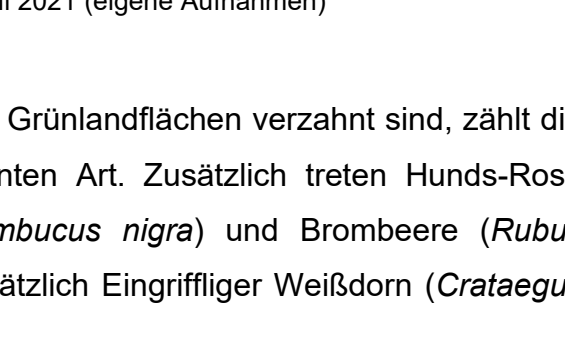 2021 (eigene Aufnahmen)
Grünlandflächen verzahnt sind, zählt di
nten Art. Zusätzlich treten Hunds-Ros
mbucus nigra) und Brombeere (Rubu
ätzlich Eingriffliger Weißdorn (Crataegu